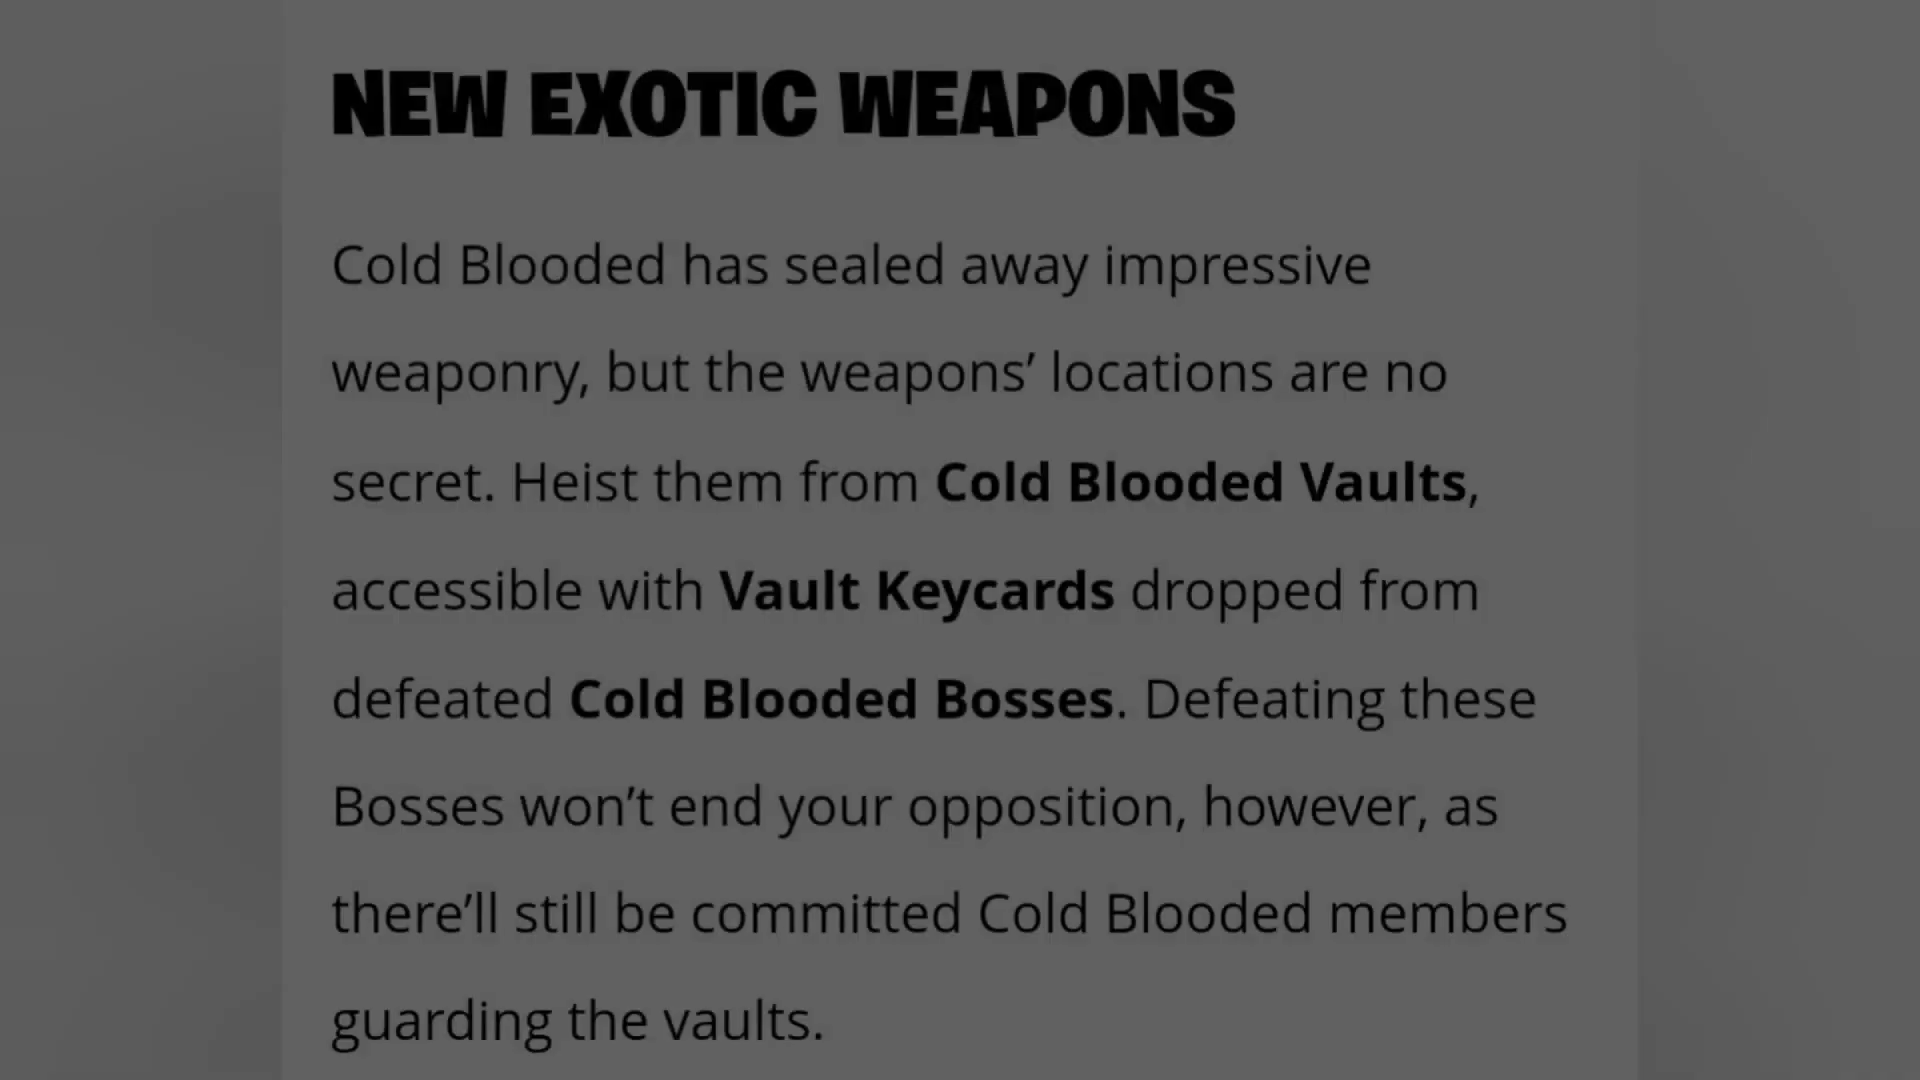 NEW EXOTIC WEAPONS
Cold Blooded has sealed away impressive
weaponry, but the weapons’ locations are no
secret. Heist them from Cold Blooded Vaults,
accessible with Vault Keycards dropped from
defeated Cold Blooded Bosses. Defeating these
Bosses won’t end your opposition, however, as
there’ll still be committed Cold Blooded members
guarding the vaults.